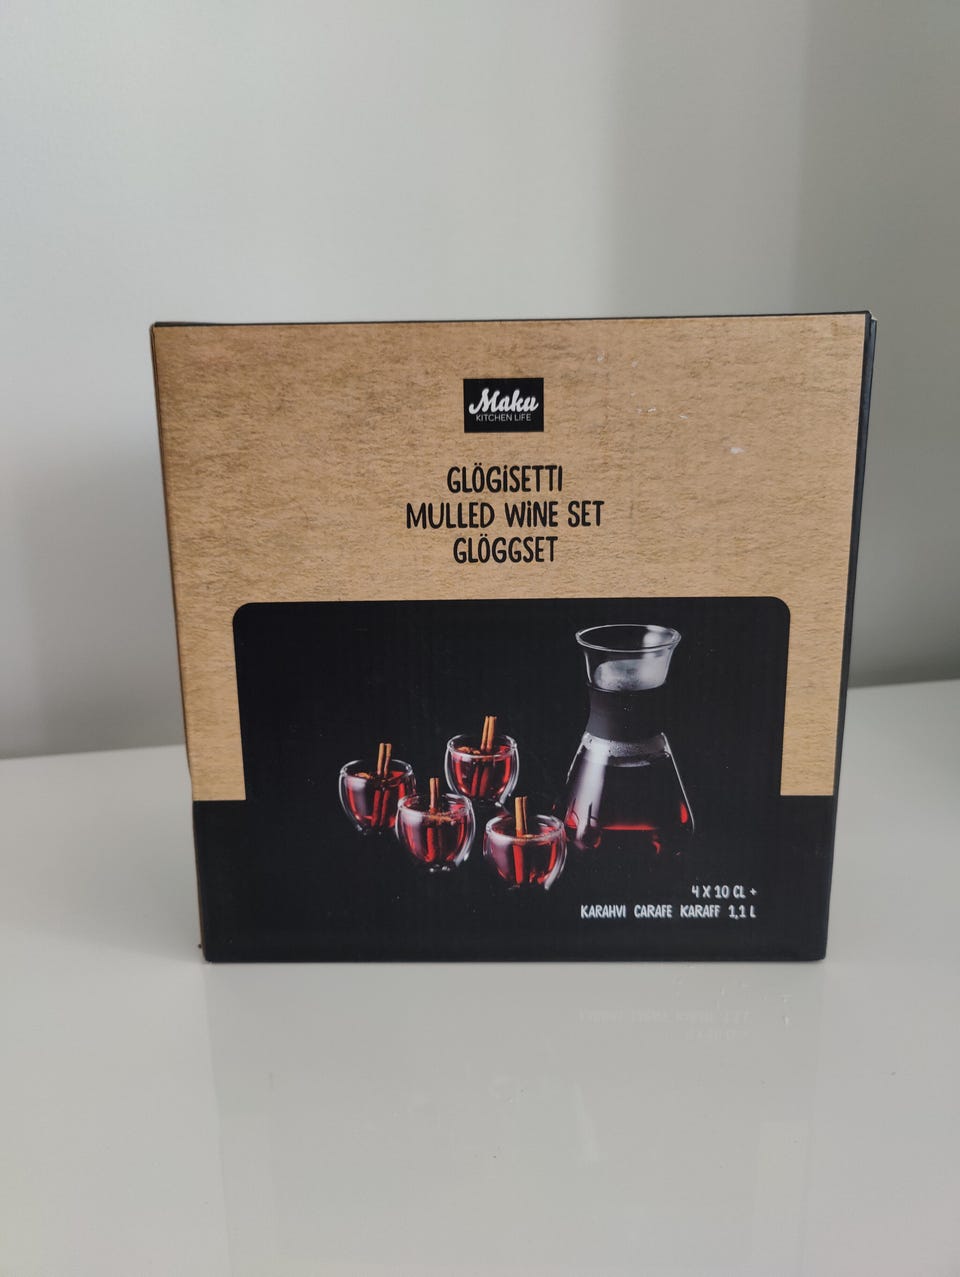 Maku
KITCHEN LIFE
GLÖGISETTI
MULLED WINE SET
GLÖGGSET
4 X 10 CL +
KARAHVI CARAFE KARAFF 1,1 L